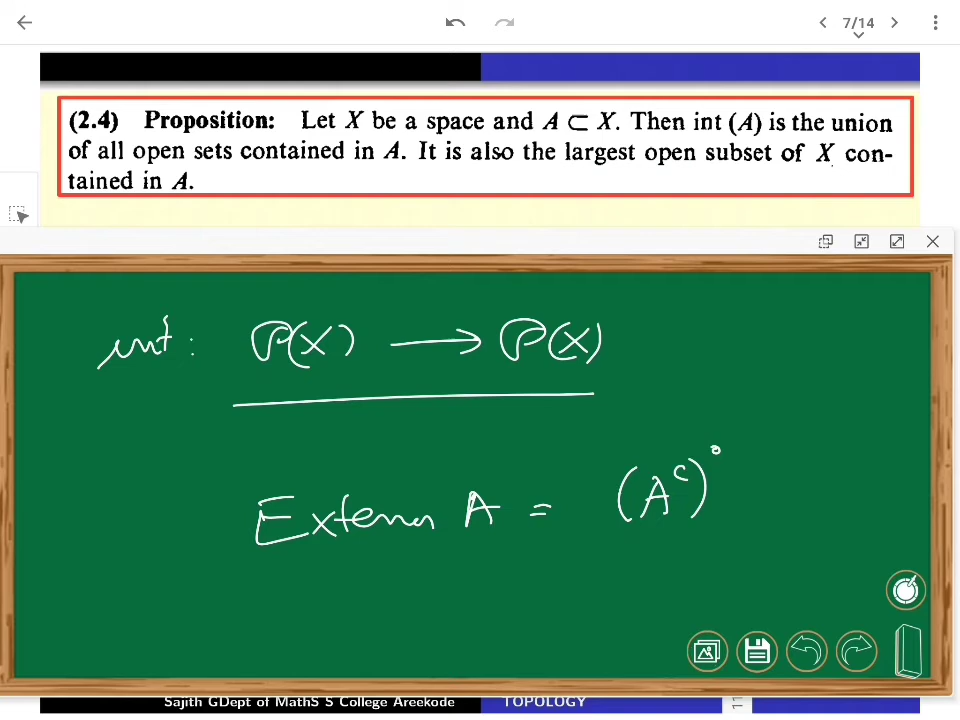 7/14
(2.4) Proposition: Let X be a space and A ⊂ X. Then int (A) is the union
of all open sets contained in A. It is also the largest open subset of X con-
tained in A.
int: P(X) → P(X)
Exterior A = (Aᶜ)°
Sajith GDept of MathS S College Areekode TOPOLOGY